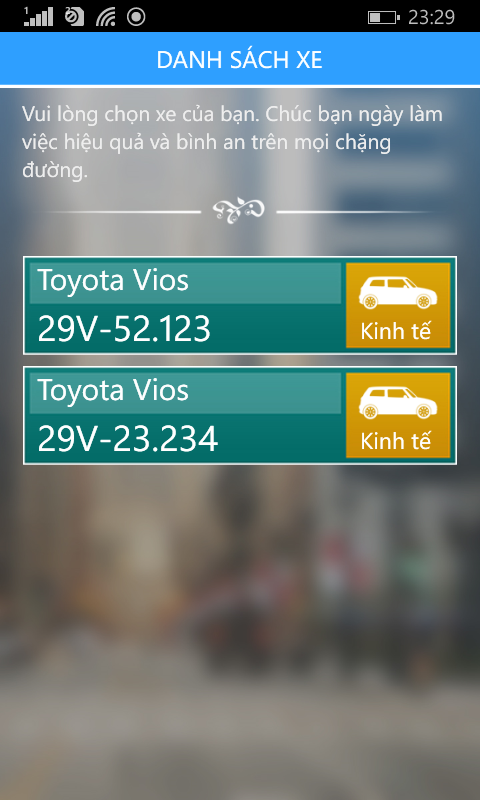 23:29
DANH SÁCH XE
Vui lòng chọn xe của bạn. Chúc bạn ngày làm
việc hiệu quả và bình an trên mọi chặng
đường.
Toyota Vios
29V-52.123
Kinh tế
Toyota Vios
29V-23.234
Kinh tế